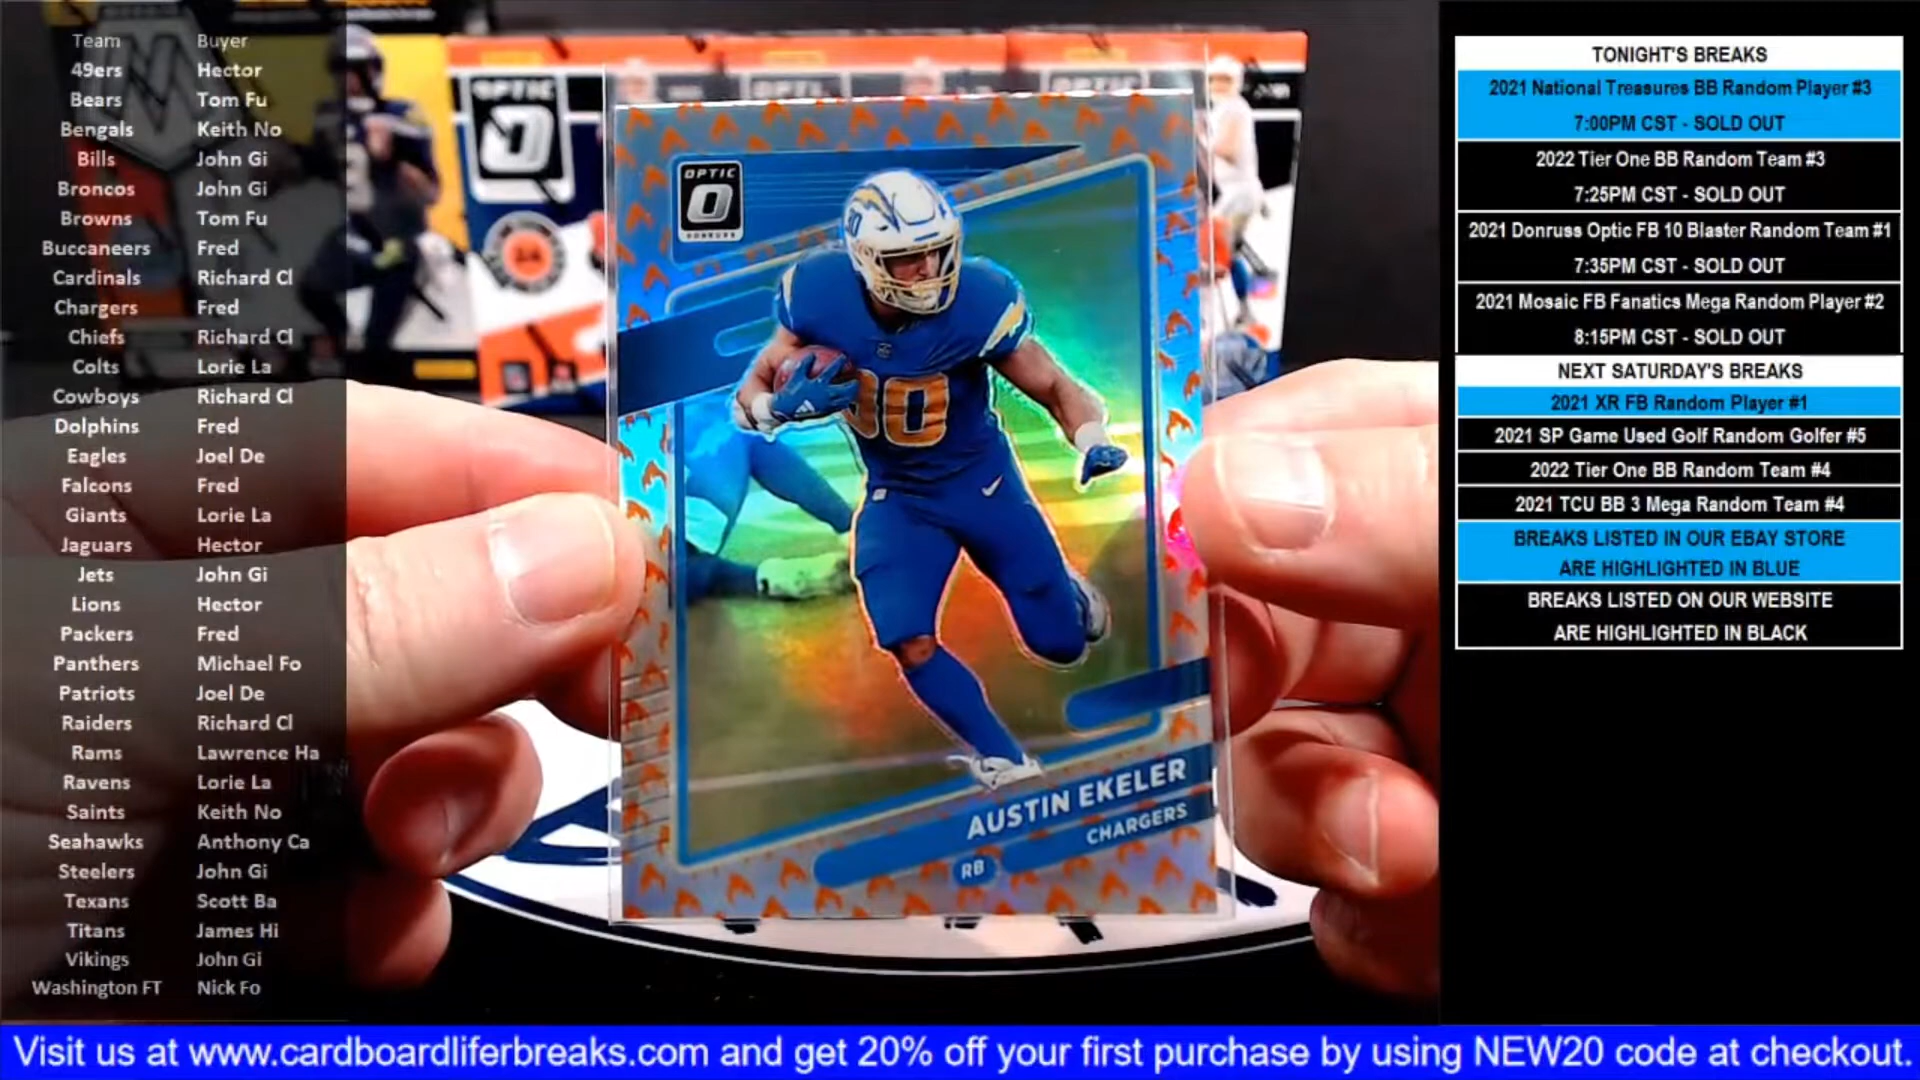 Team Buyer
49ers Hector
Bears Tom Fu
Bengals Keith No
Bills John Gi
Broncos John Gi
Browns Tom Fu
Buccaneers Fred
Cardinals Richard Cl
Chargers Fred
Chiefs Richard Cl
Colts Lorie La
Cowboys Richard Cl
Dolphins Fred
Eagles Joel De
Falcons Fred
Giants Lorie La
Jaguars Hector
Jets John Gi
Lions Hector
Packers Fred
Panthers Michael Fo
Patriots Joel De
Raiders Richard Cl
Rams Lawrence Ha
Ravens Lorie La
Saints Keith No
Seahawks Anthony Ca
Steelers John Gi
Texans Scott Ba
Titans James Hi
Vikings John Gi
Washington FT Nick Fo
OPTIC
OPTIC
DONRUSS
AUSTIN EKELER
CHARGERS
RB
TONIGHT'S BREAKS
2021 National Treasures BB Random Player #3
7:00PM CST - SOLD OUT
2022 Tier One BB Random Team #3
7:25PM CST - SOLD OUT
2021 Donruss Optic FB 10 Blaster Random Team #1
7:35PM CST - SOLD OUT
2021 Mosaic FB Fanatics Mega Random Player #2
8:15PM CST - SOLD OUT
NEXT SATURDAY'S BREAKS
2021 XR FB Random Player #1
2021 SP Game Used Golf Random Golfer #5
2022 Tier One BB Random Team #4
2021 TCU BB 3 Mega Random Team #4
BREAKS LISTED IN OUR EBAY STORE
ARE HIGHLIGHTED IN BLUE
BREAKS LISTED ON OUR WEBSITE
ARE HIGHLIGHTED IN BLACK
Visit us at www.cardboardliferbreaks.com and get 20% off your first purchase by using NEW20 code at checkout.